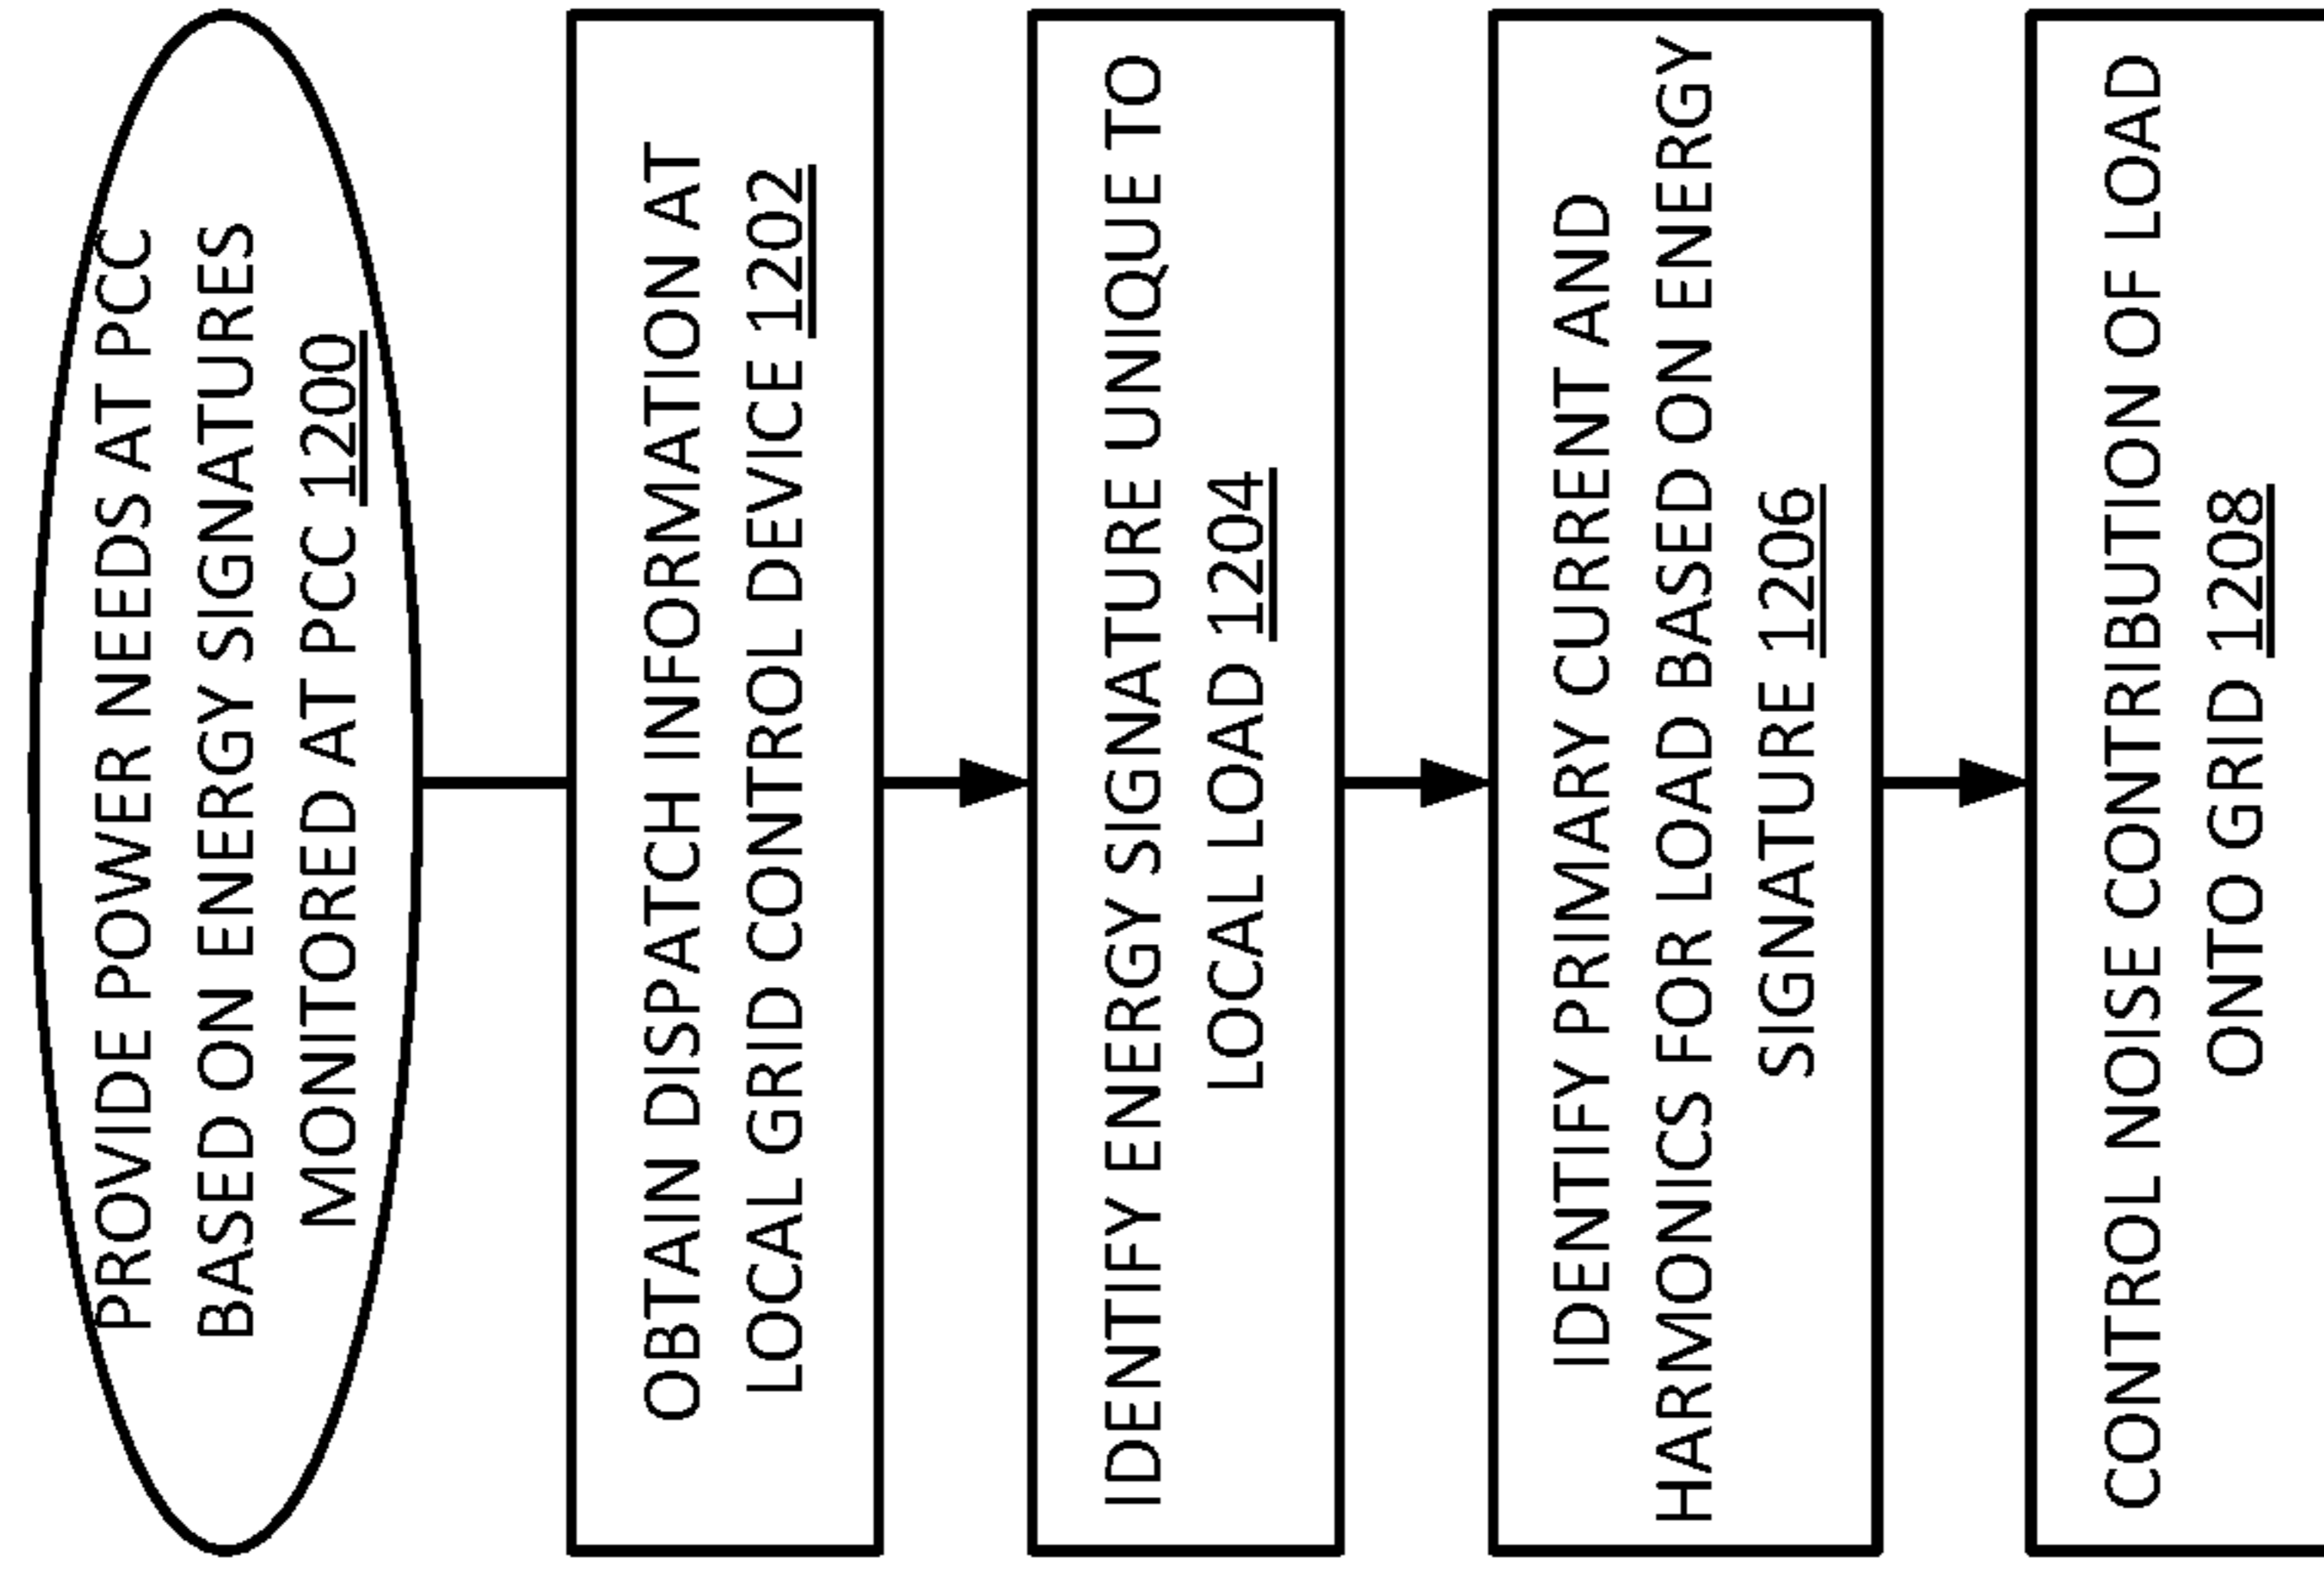 PROVIDE POWER NEEDS AT PCC
BASED ON ENERGY SIGNATURES
MONITORED AT PCC 1200
OBTAIN DISPATCH INFORMATION AT
LOCAL GRID CONTROL DEVICE 1202
IDENTIFY ENERGY SIGNATURE UNIQUE TO
LOCAL LOAD 1204
IDENTIFY PRIMARY CURRENT AND
HARMONICS FOR LOAD BASED ON ENERGY
SIGNATURE 1206
CONTROL NOISE CONTRIBUTION OF LOAD
ONTO GRID 1208